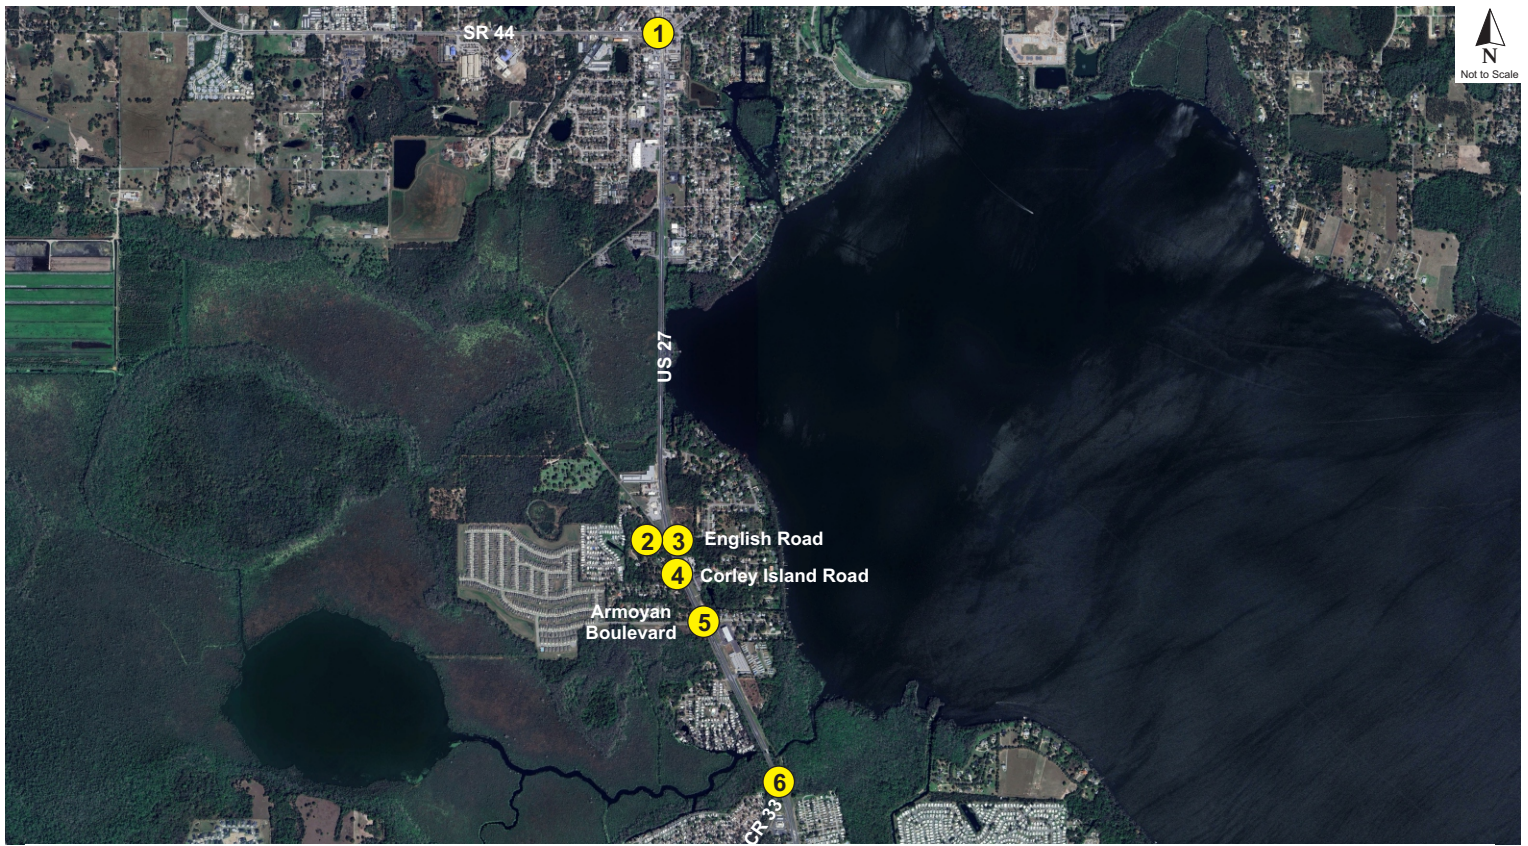 SR 44
1
N
Not to Scale
US 27
2
3
English Road
4
Corley Island Road
Armoyan
Boulevard
5
6
CR 33